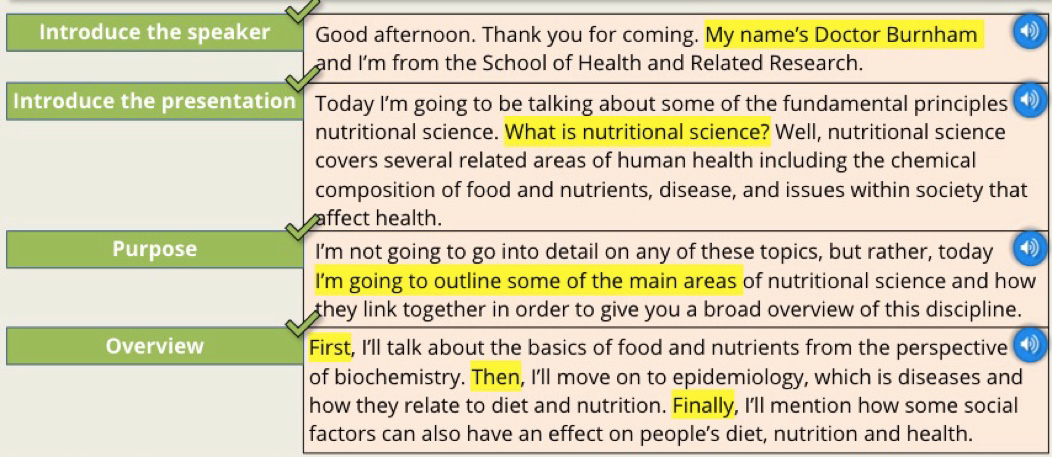 Introduce the speaker
Good afternoon. Thank you for coming. My name's Doctor Burnham
and I'm from the School of Health and Related Research.
Introduce the presentation
Today I'm going to be talking about some of the fundamental principles
nutritional science. What is nutritional science? Well, nutritional science
covers several related areas of human health including the chemical
composition of food and nutrients, disease, and issues within society that
affect health.
Purpose
I'm not going to go into detail on any of these topics, but rather, today
I'm going to outline some of the main areas of nutritional science and how
they link together in order to give you a broad overview of this discipline.
Overview
First, I'll talk about the basics of food and nutrients from the perspective
of biochemistry. Then, I'll move on to epidemiology, which is diseases and
how they relate to diet and nutrition. Finally, I'll mention how some social
factors can also have an effect on people's diet, nutrition and health.